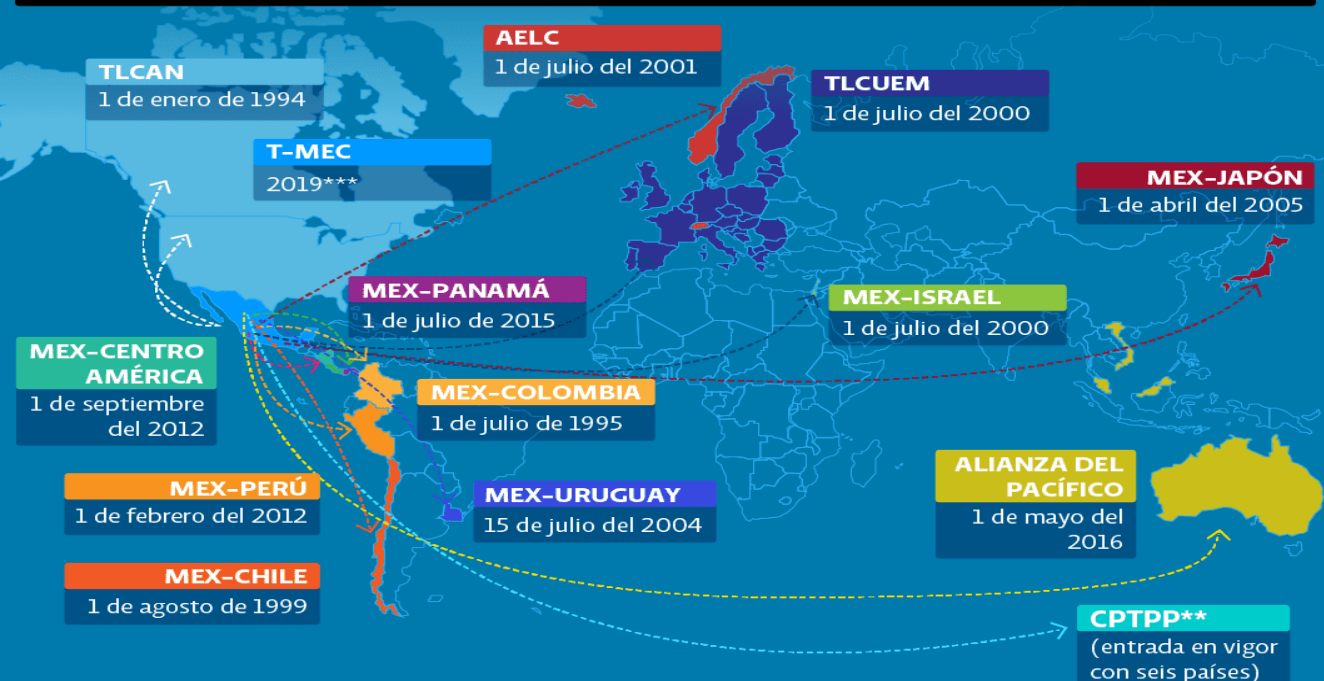 AELC
1 de julio del 2001
TLCAN
1 de enero de 1994
TLCUEM
1 de julio del 2000
T-MEC
2019***
MEX-JAPÓN
1 de abril del 2005
MEX-PANAMÁ
1 de julio de 2015
MEX-ISRAEL
1 de julio del 2000
MEX-CENTRO
AMÉRICA
1 de septiembre
del 2012
MEX-COLOMBIA
1 de julio de 1995
ALIANZA DEL
PACÍFICO
1 de mayo del
2016
MEX-PERÚ
1 de febrero del 2012
MEX-URUGUAY
15 de julio del 2004
MEX-CHILE
1 de agosto de 1999
CPTPP**
(entrada en vigor
con seis países)